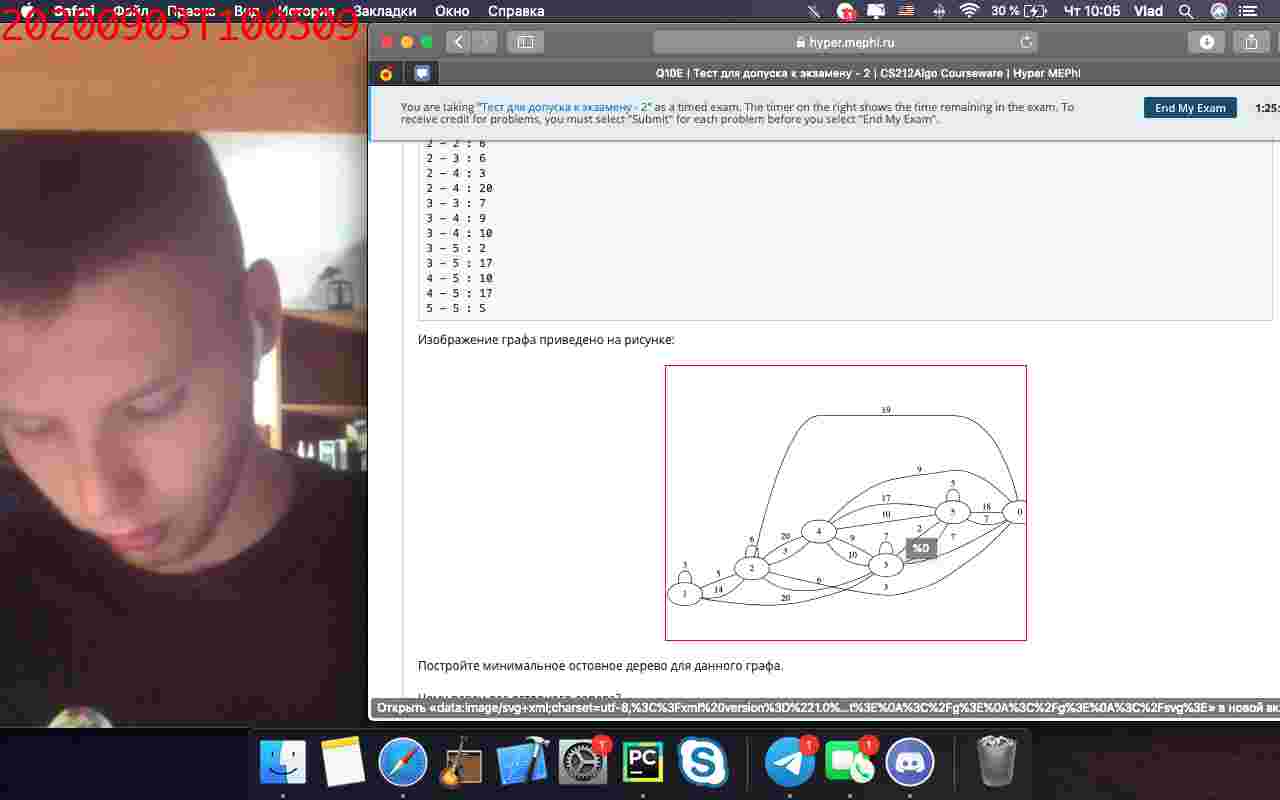 20200903T100509
Safari Файл Правка Вид История Закладки Окно Справка 30 % Чт 10:05 Vlad
hyper.mephi.ru
Q10E | Тест для допуска к экзамену - 2 | CS212Algo Courseware | Hyper MEPhI
You are taking "Тест для допуска к экзамену - 2" as a timed exam. The timer on the right shows the time remaining in the exam. To
receive credit for problems, you must select "Submit" for each problem before you select "End My Exam".
End My Exam
1:25:
2 - 2 : 6
2 - 3 : 6
2 - 4 : 3
2 - 4 : 20
3 - 3 : 7
3 - 4 : 9
3 - 4 : 10
3 - 5 : 2
3 - 5 : 17
4 - 5 : 10
4 - 5 : 17
5 - 5 : 5
Изображение графа приведено на рисунке:
19
9
5
17
18
10
5
0
7
4
2
7
20
9
7
6
3
10
%0
3
2
3
5
6
3
1
14
20
Постройте минимальное остовное дерево для данного графа.
Открыть «data:image/svg+xml;charset=utf-8,%3C%3Fxml%20version%3D%221.0%...t%3E%0A%3C%2Fg%3E%0A%3C%2Fg%3E%0A%3C%2Fsvg%3E» в новой вк
1
PC
1
1